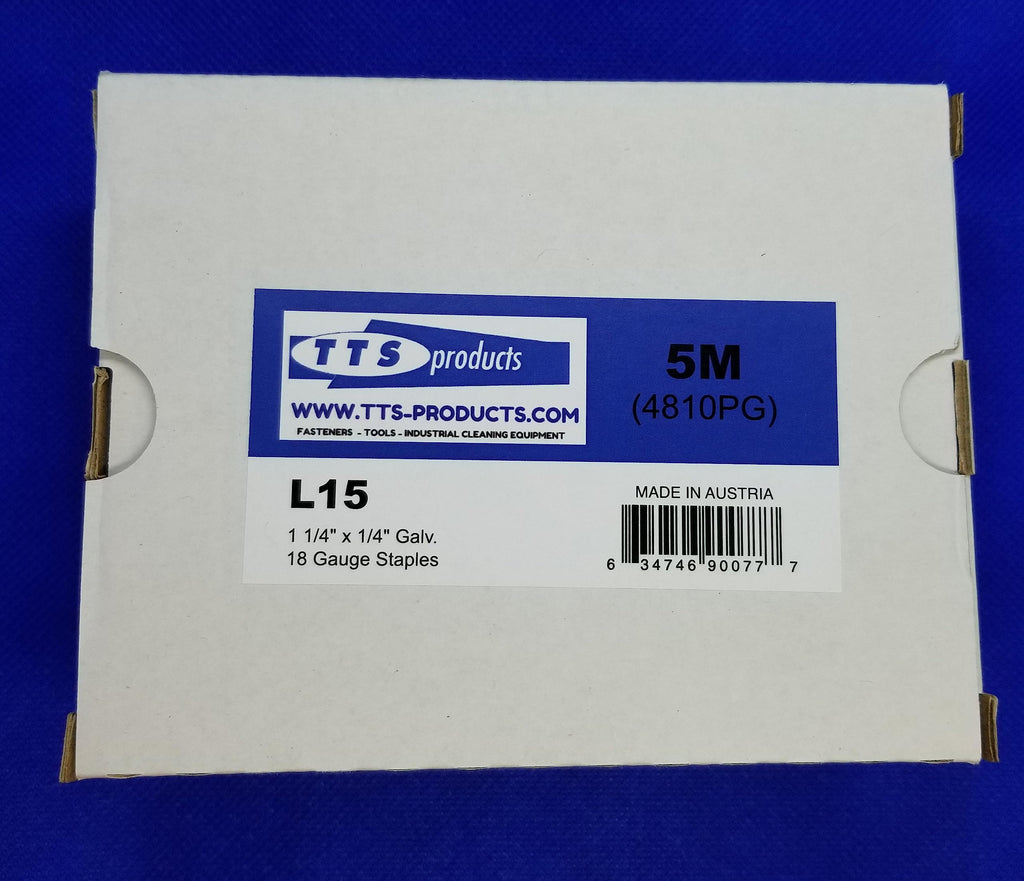 TTS products
WWW.TTS-PRODUCTS.COM
FASTENERS - TOOLS - INDUSTRIAL CLEANING EQUIPMENT
5M
(4810PG)
L15
1 1/4" x 1/4" Galv.
18 Gauge Staples
MADE IN AUSTRIA
6 34746 90077 7